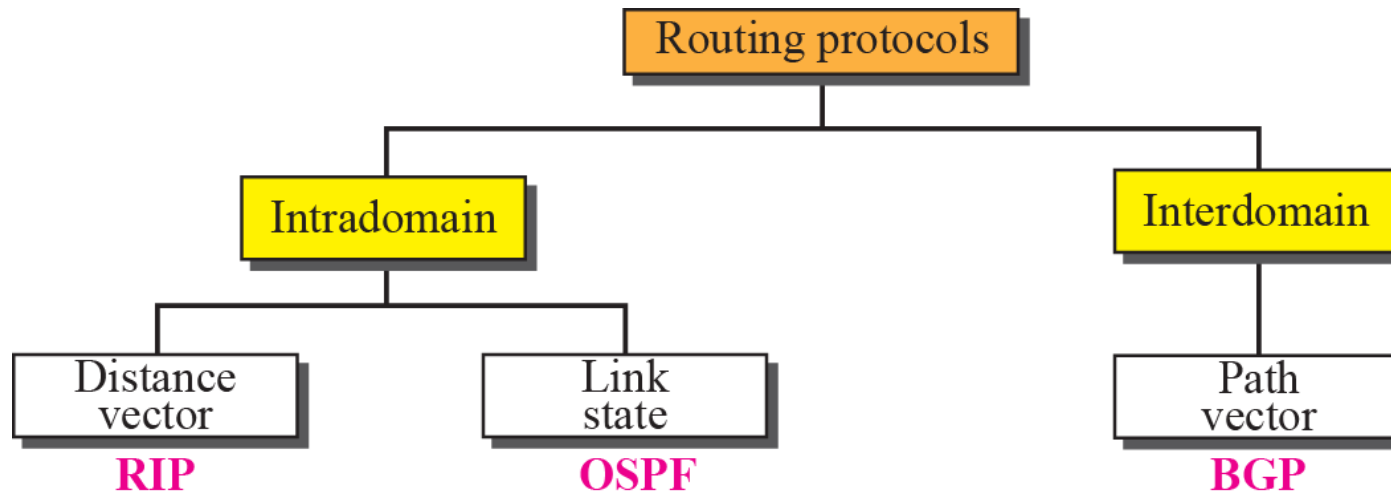 Routing protocols
Intradomain
Interdomain
Distance
vector
Link
state
Path
vector
RIP
OSPF
BGP